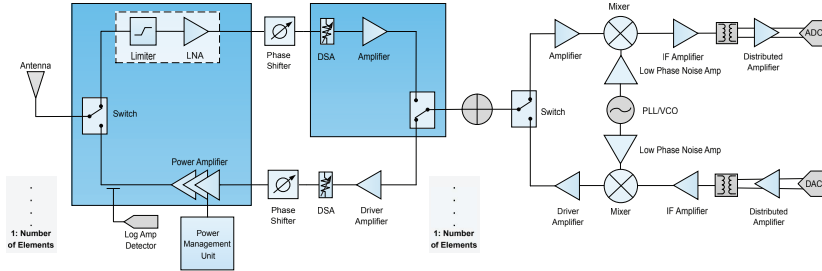 Mixer
ADC
Limiter
LNA
Phase
Shifter
DSA
Amplifier
Amplifier
IF Amplifier
Distributed
Amplifier
Antenna
Low Phase Noise Amp
Switch
Switch
PLL/VCO
Low Phase Noise Amp
Power Amplifier
DAC
Phase
Shifter
DSA
Driver
Amplifier
Driver
Amplifier
Mixer
IF Amplifier
Distributed
Amplifier
1: Number
of Elements
Log Amp
Detector
Power
Management
Unit
1: Number
of Elements